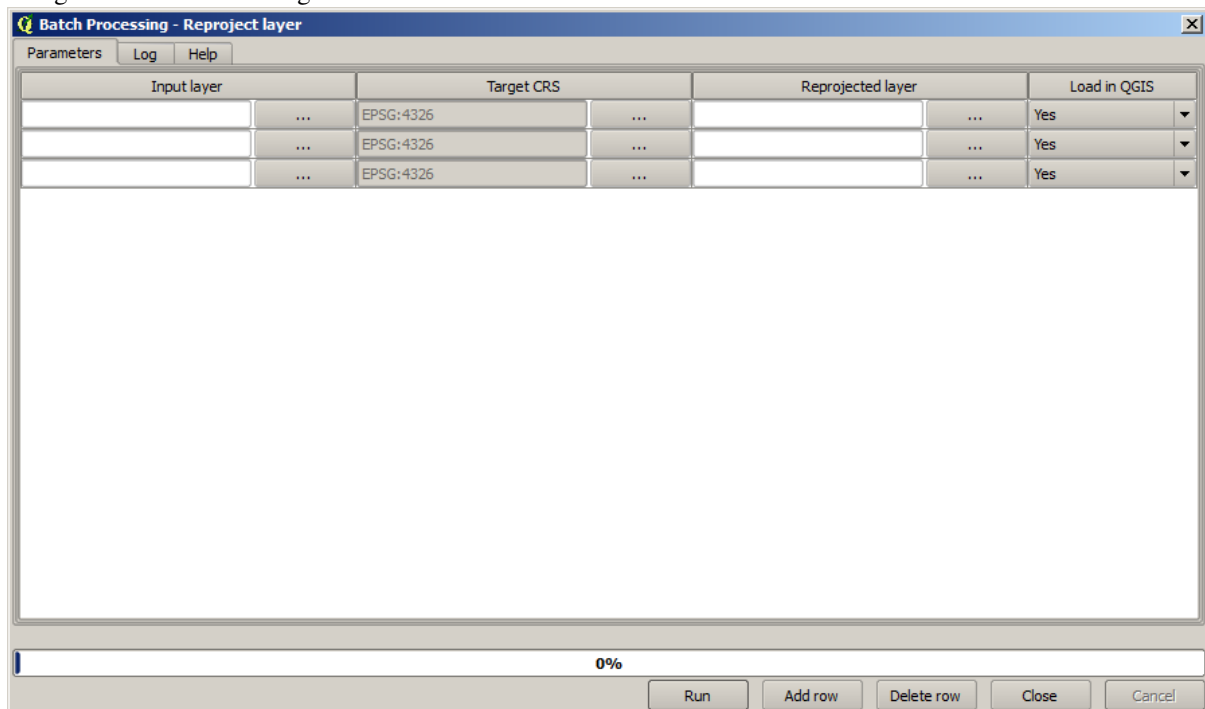 Batch Processing - Reproject layer
Parameters Log Help
Input layer Target CRS Reprojected layer Load in QGIS
... EPSG:4326 ... ... Yes
... EPSG:4326 ... ... Yes
... EPSG:4326 ... ... Yes
0%
Run Add row Delete row Close Cancel